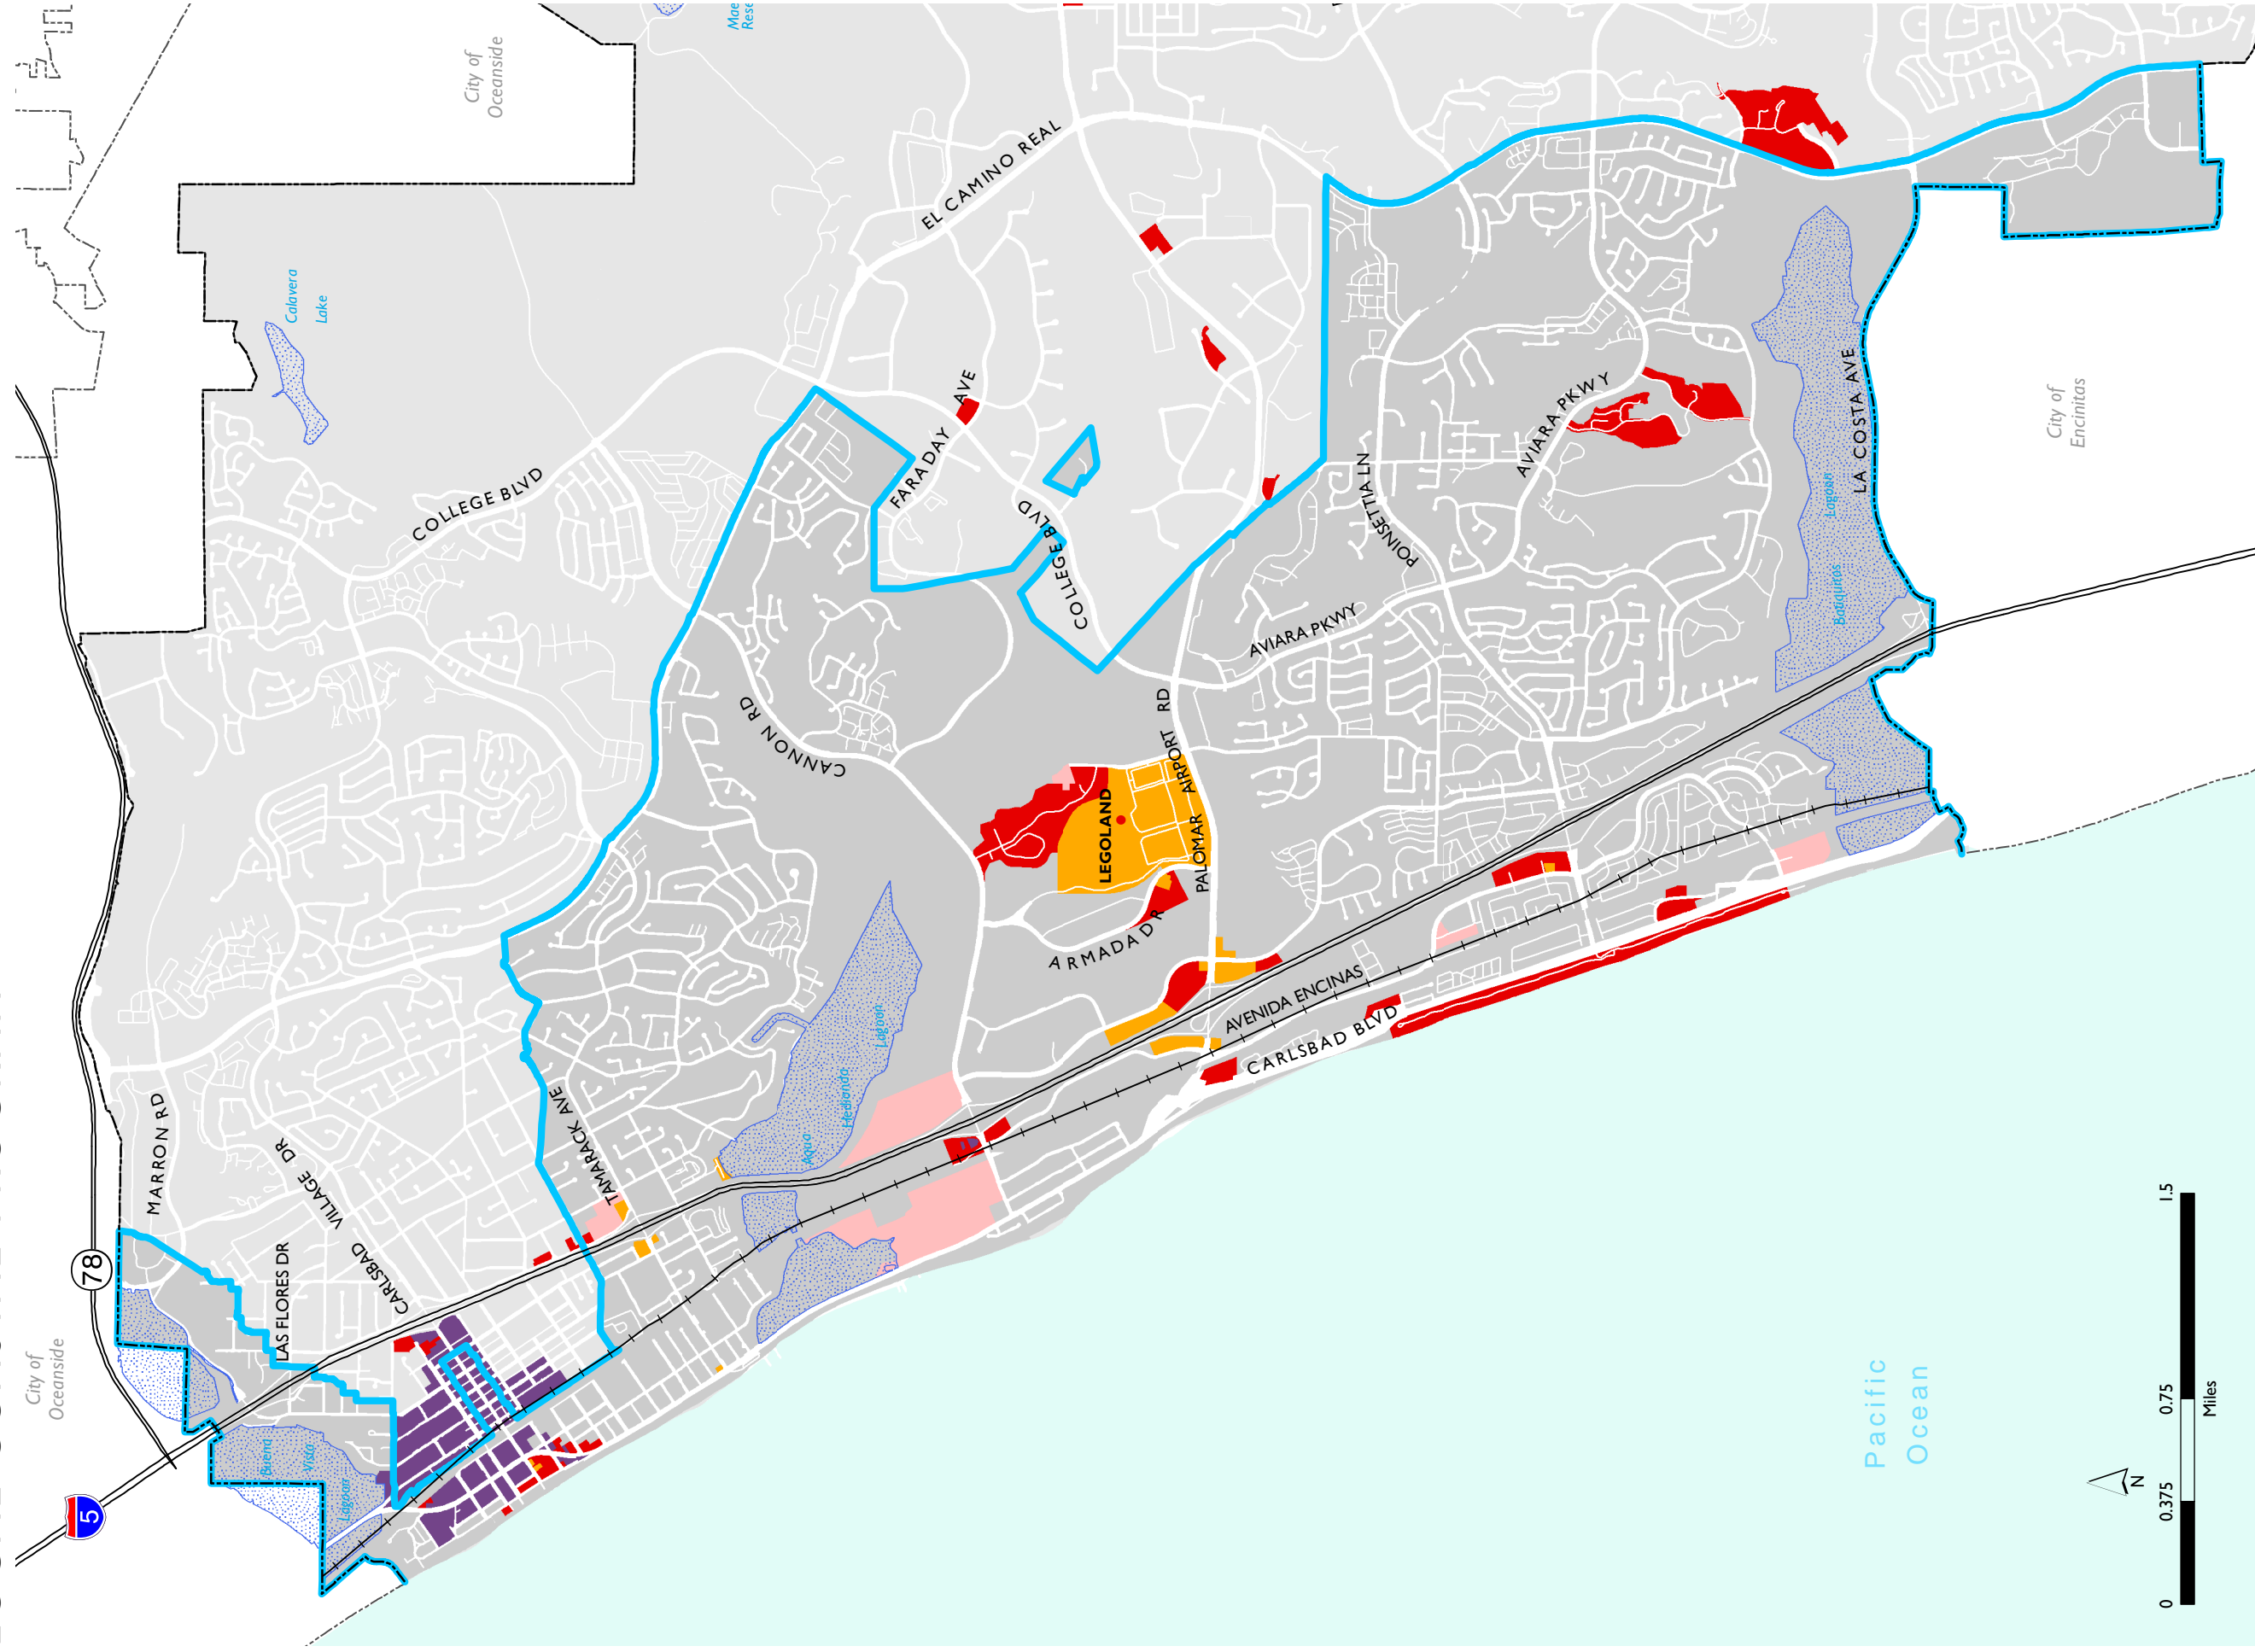 City of
Oceanside
Mae
Rese
Calavera
Lake
EL CAMINO REAL
COLLEGE BLVD
FARADAY AVE
COLLEGE BLVD
POINSETTIA LN
AVIARA PKWY
LA COSTA AVE
City of
Encinitas
Batiquitos Lagoon
AVIARA PKWY
CANNON RD
PALOMAR AIRPORT RD
LEGOLAND
ARMADA DR
AVENIDA ENCINAS
CARLSBAD BLVD
Aqua Hedionda Lagoon
TAMARACK AVE
MARRON RD
CARLSBAD VILLAGE DR
LAS FLORES DR
78
City of
Oceanside
Buena
Vista
Lagoon
5
Pacific
Ocean
N
0 0.375 0.75 1.5
Miles